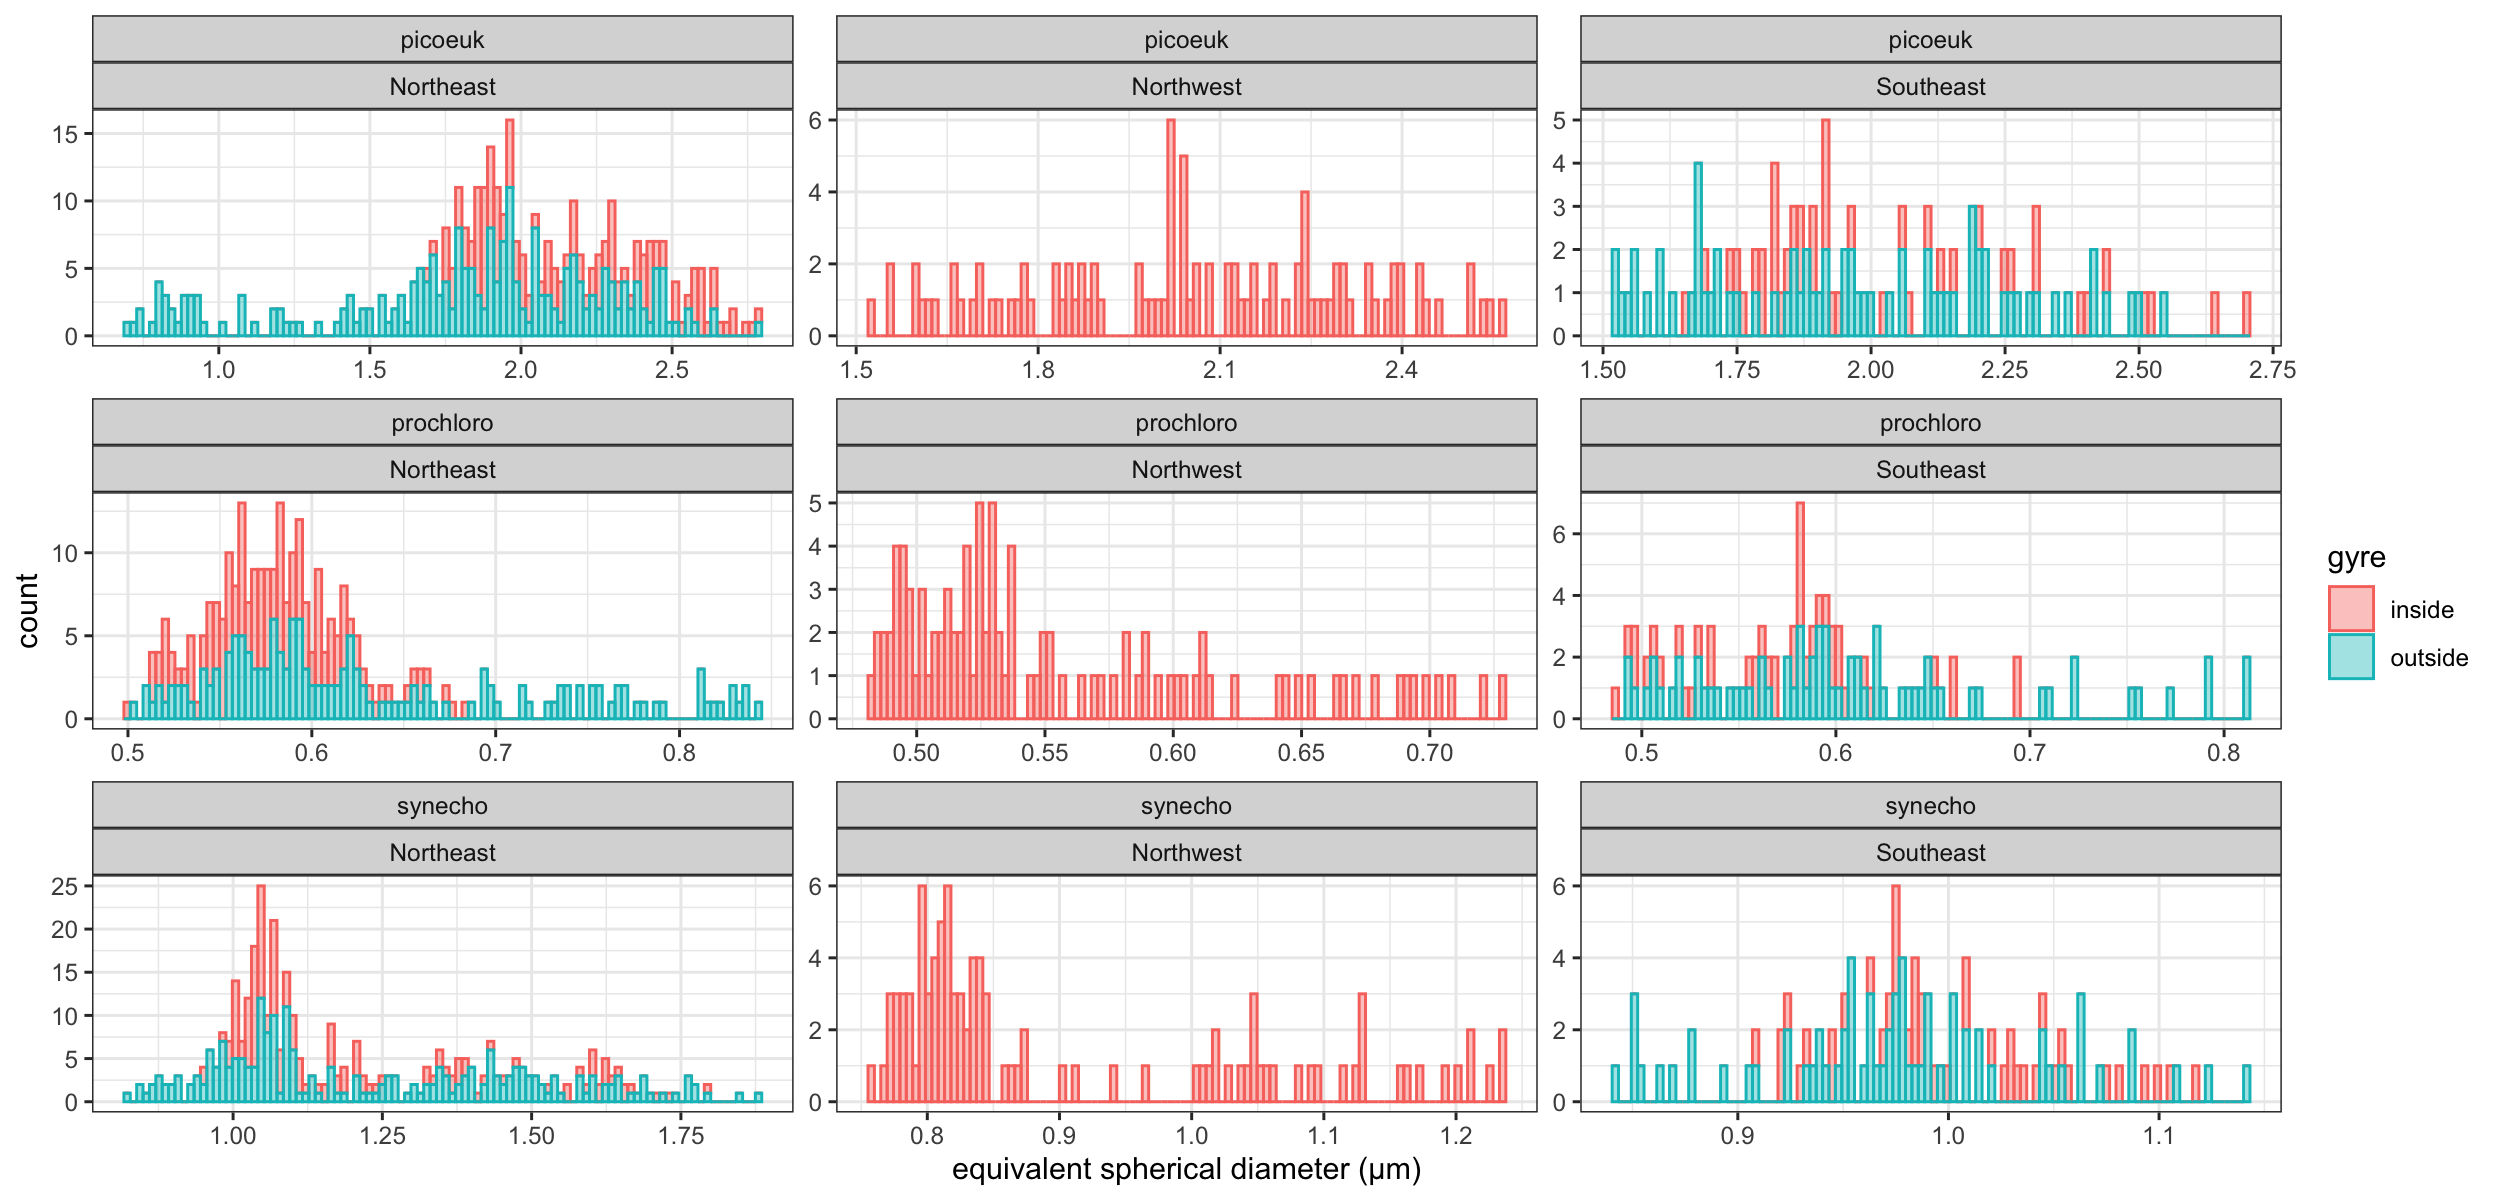 picoeuk
Northeast
picoeuk
Northwest
picoeuk
Southeast
15
10
5
0
1.0 1.5 2.0 2.5
6
4
2
0
1.5 1.8 2.1 2.4
5
4
3
2
1
0
1.50 1.75 2.00 2.25 2.50 2.75
prochloro
Northeast
prochloro
Northwest
prochloro
Southeast
10
5
0
0.5 0.6 0.7 0.8
5
4
3
2
1
0
0.50 0.55 0.60 0.65 0.70
6
4
2
0
0.5 0.6 0.7 0.8
synecho
Northeast
synecho
Northwest
synecho
Southeast
25
20
15
10
5
0
1.00 1.25 1.50 1.75
6
4
2
0
0.8 0.9 1.0 1.1 1.2
6
4
2
0
0.9 1.0 1.1
count
equivalent spherical diameter (μm)
gyre
inside
outside